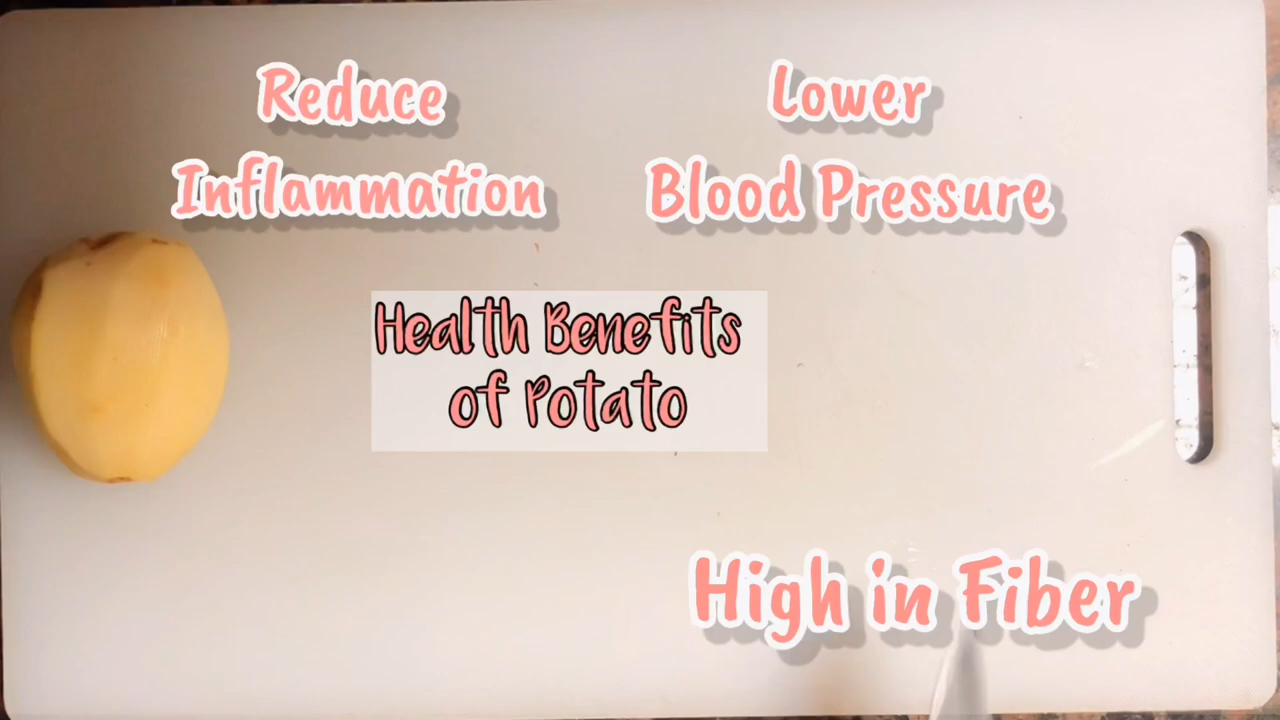 Reduce
Inflammation
Lower
Blood Pressure
Health Benefits
of Potato
High in Fiber